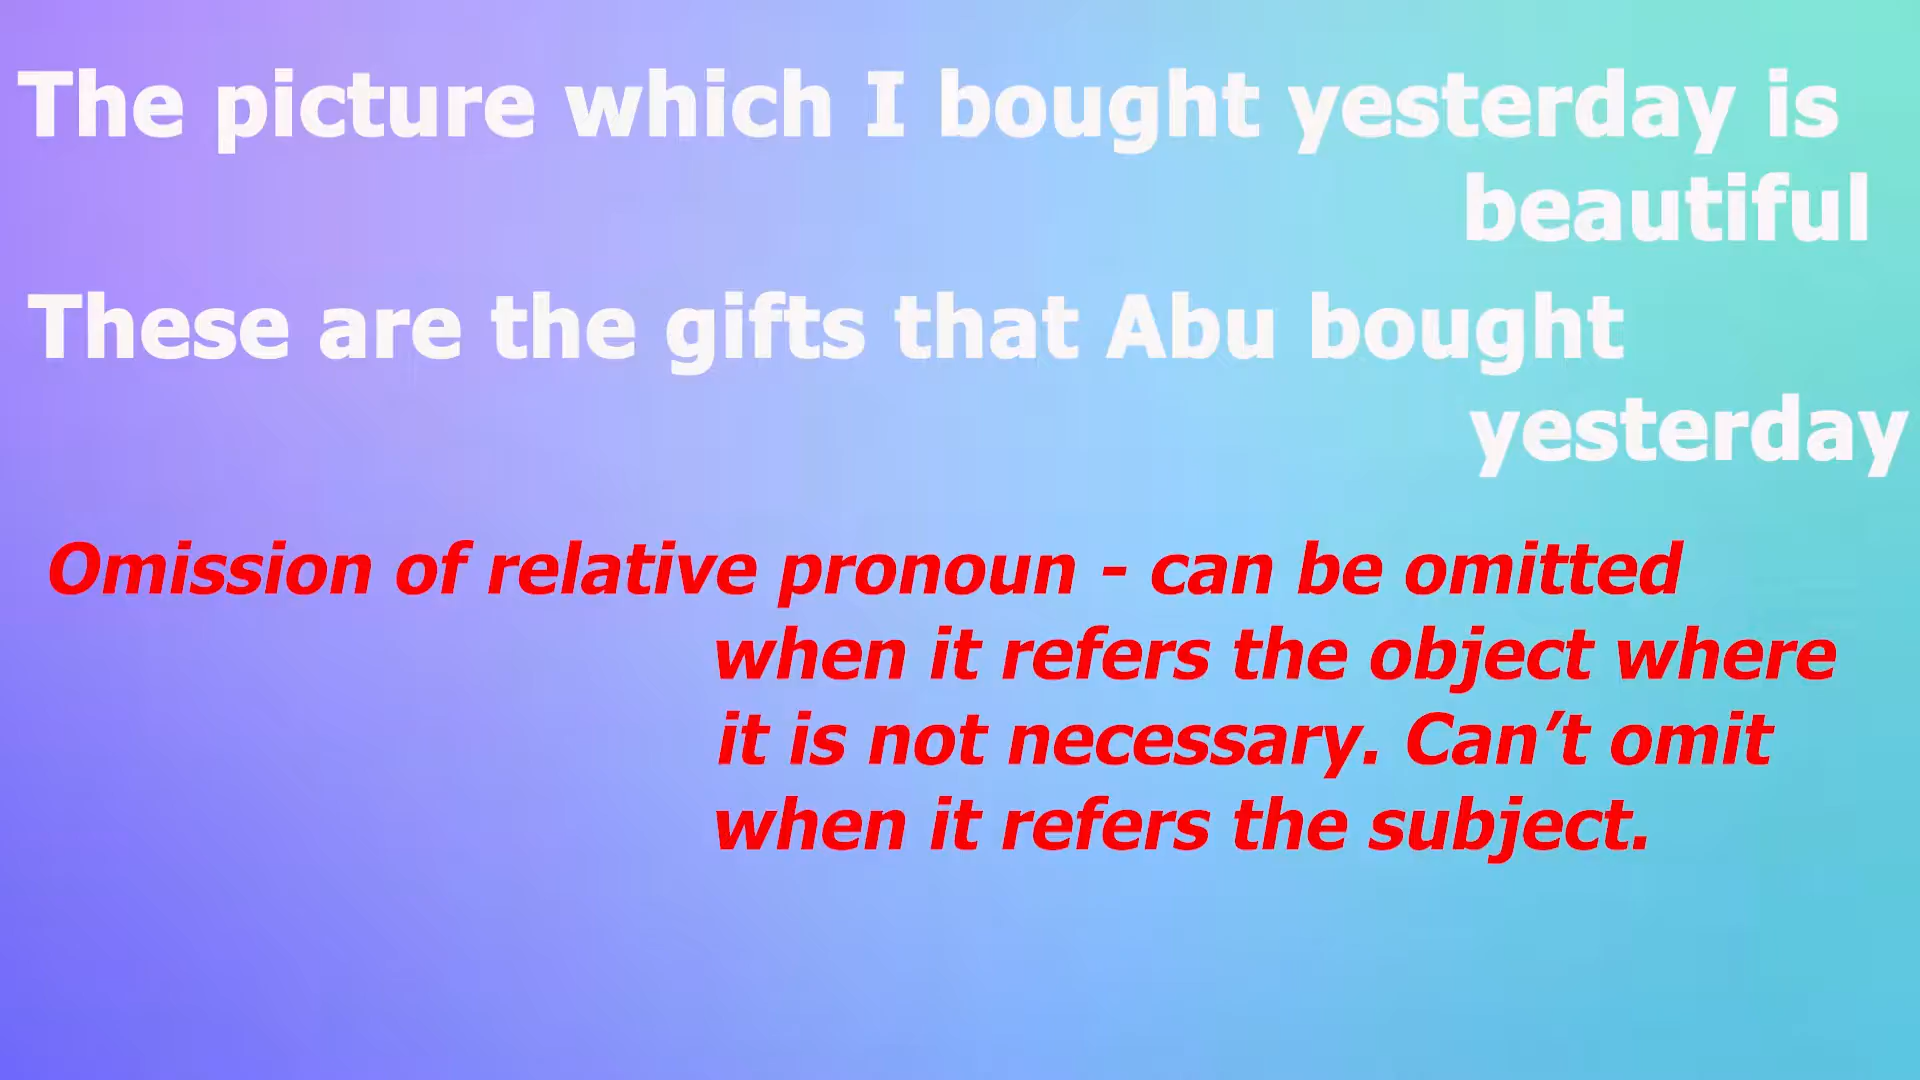 The picture which I bought yesterday is
beautiful
These are the gifts that Abu bought
yesterday
Omission of relative pronoun - can be omitted
when it refers the object where
it is not necessary. Can’t omit
when it refers the subject.